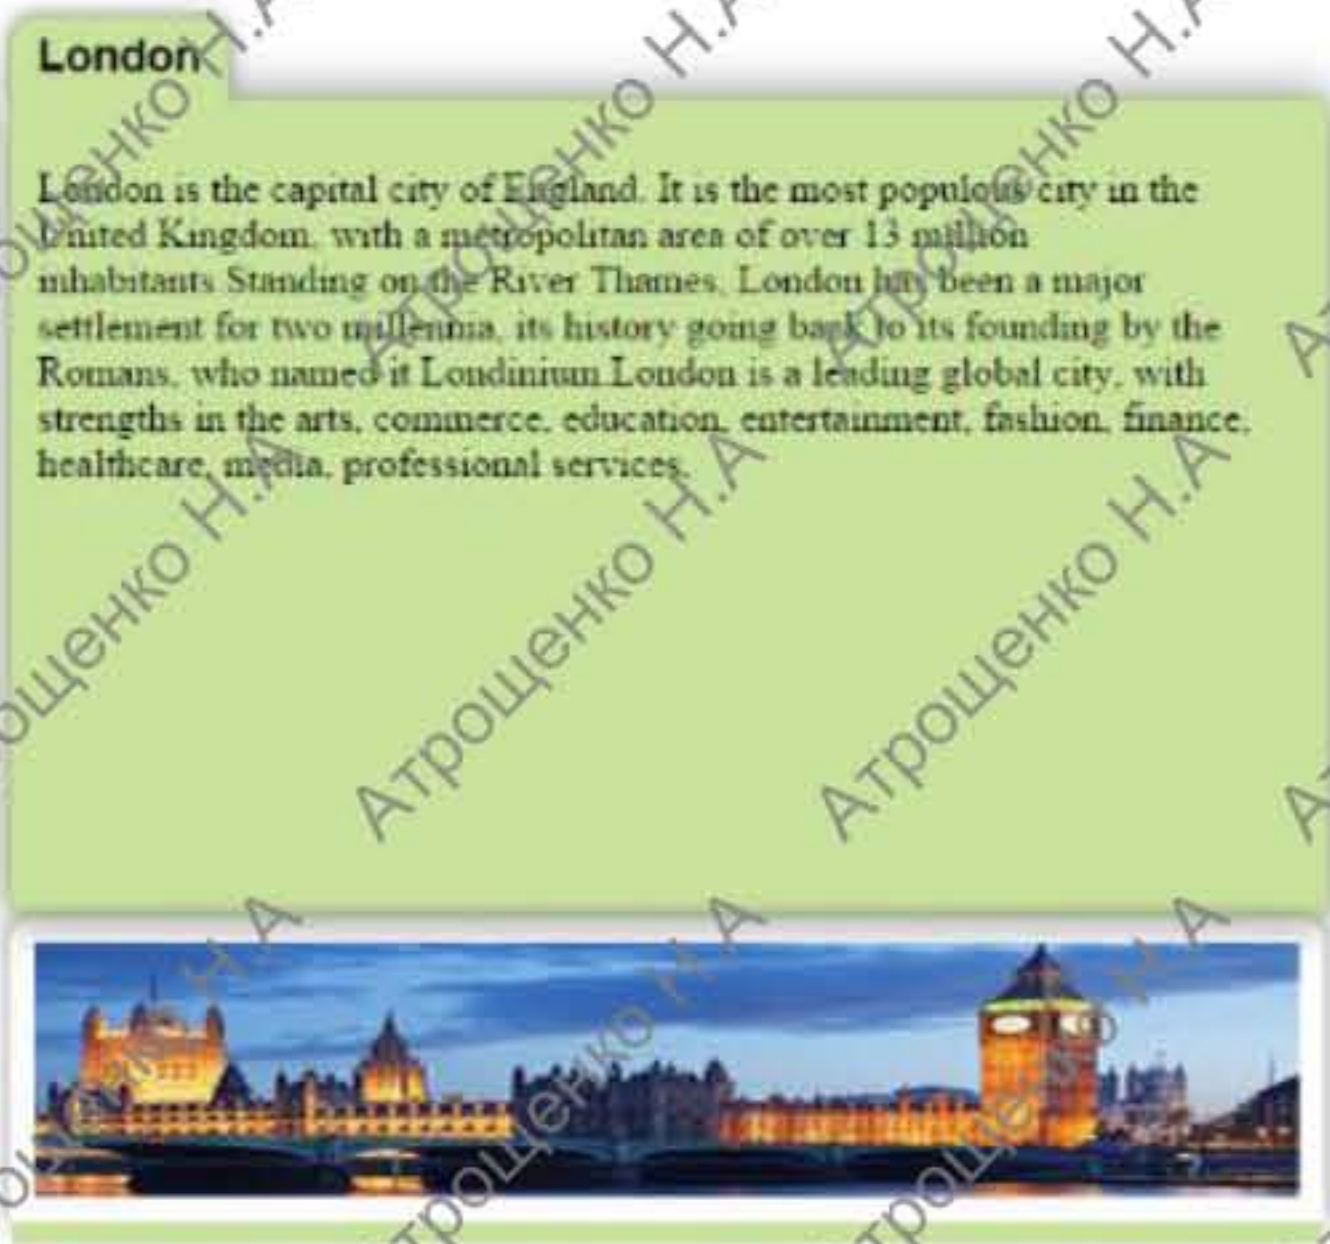 London
London is the capital city of England. It is the most populous city in the
United Kingdom, with a metropolitan area of over 13 million
inhabitants Standing on the River Thames, London has been a major
settlement for two millennia, its history going back to its founding by the
Romans, who named it Londinium.London is a leading global city, with
strengths in the arts, commerce, education, entertainment, fashion, finance,
healthcare, media, professional services.
Атрощенко Н.А
Атрощенко Н.А
Атрощенко Н.А
Атрощенко Н.А